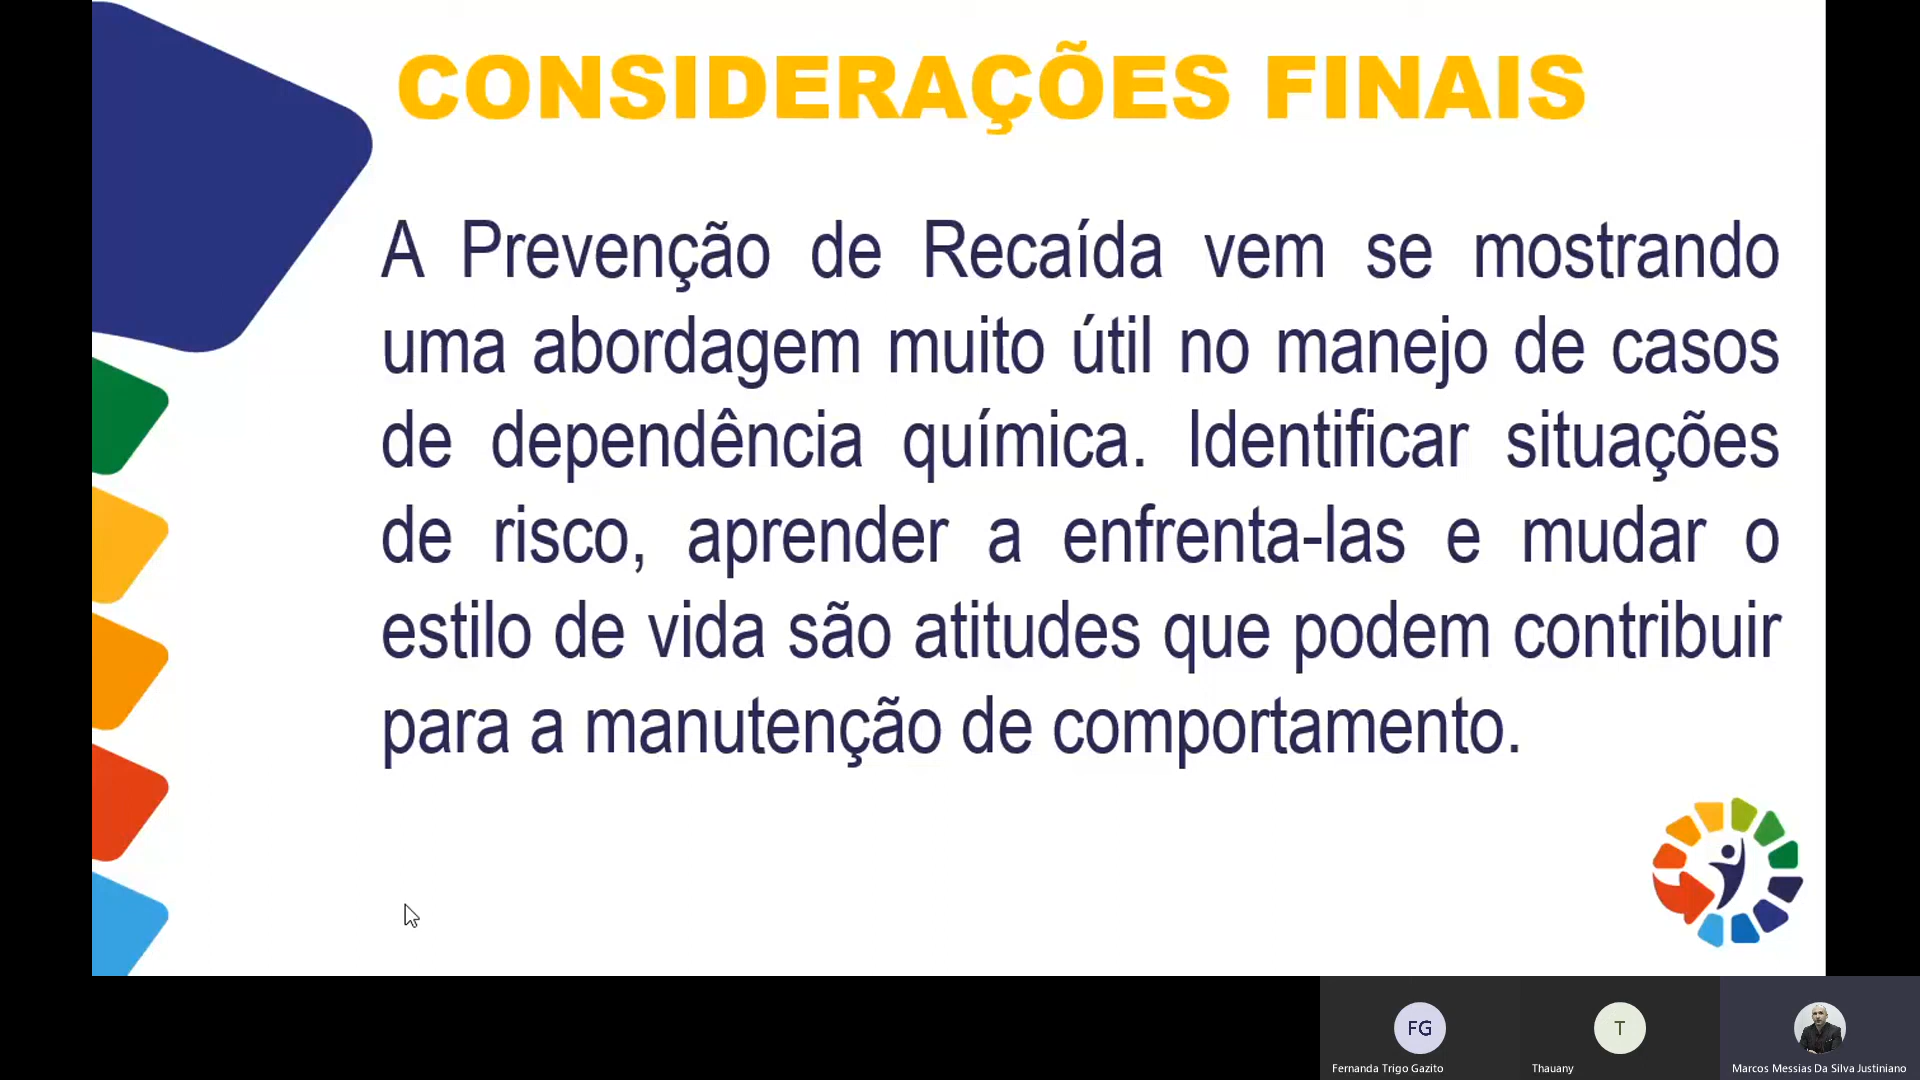 CONSIDERAÇÕES FINAIS
A Prevenção de Recaída vem se mostrando
uma abordagem muito útil no manejo de casos
de dependência química. Identificar situações
de risco, aprender a enfrenta-las e mudar o
estilo de vida são atitudes que podem contribuir
para a manutenção de comportamento.
FG
T
Fernanda Trigo Gazito
Thauany
Marcos Messias Da Silva Justiniano